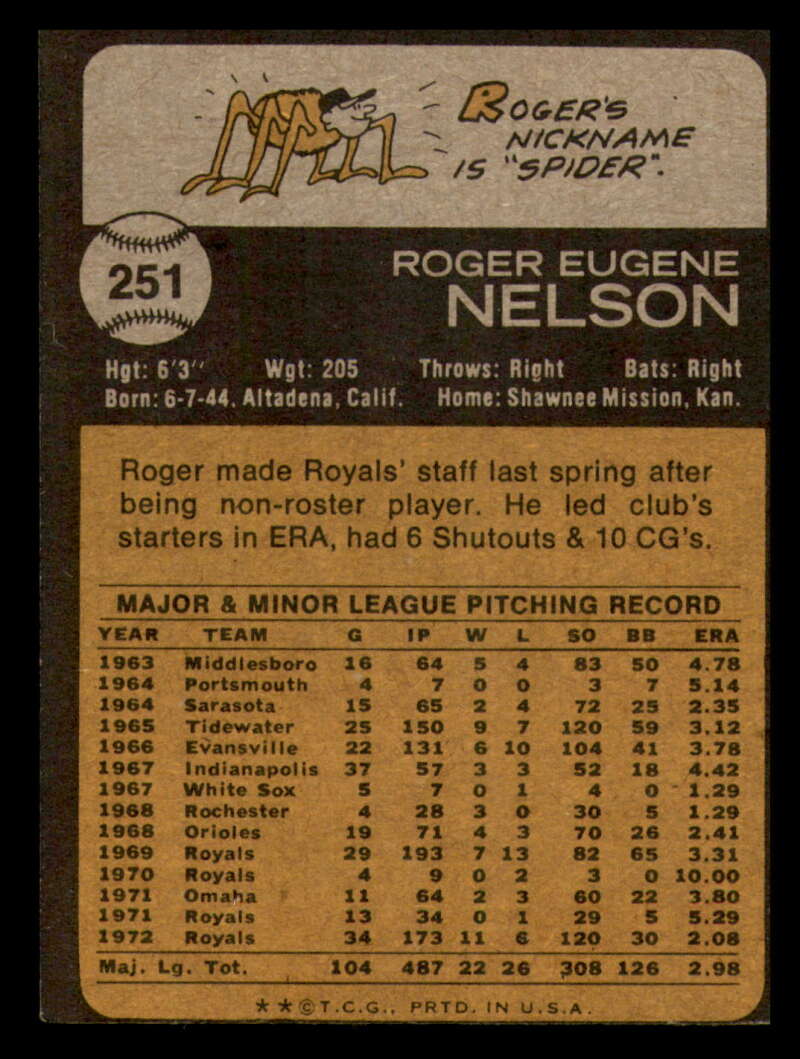 ROGER'S
NICKNAME
IS "SPIDER".
251
ROGER EUGENE
NELSON
Hgt: 6'3" Wgt: 205 Throws: Right Bats: Right
Born: 6-7-44, Altadena, Calif. Home: Shawnee Mission, Kan.
Roger made Royals' staff last spring after
being non-roster player. He led club's
starters in ERA, had 6 Shutouts & 10 CG's.
MAJOR & MINOR LEAGUE PITCHING RECORD
YEAR TEAM G IP W L SO BB ERA
1963 Middlesboro 16 64 5 4 83 50 4.78
1964 Portsmouth 4 7 0 0 3 7 5.14
1964 Sarasota 15 65 2 4 72 25 2.35
1965 Tidewater 25 150 9 7 120 59 3.12
1966 Evansville 22 131 6 10 104 41 3.78
1967 Indianapolis 37 57 3 3 52 18 4.42
1967 White Sox 5 7 0 1 4 0 1.29
1968 Rochester 4 28 3 0 30 5 1.29
1968 Orioles 19 71 4 3 70 26 2.41
1969 Royals 29 193 7 13 82 65 3.31
1970 Royals 4 9 0 2 3 0 10.00
1971 Omaha 11 64 2 3 60 22 3.80
1971 Royals 13 34 0 1 29 5 5.29
1972 Royals 34 173 11 6 120 30 2.08
Maj. Lg. Tot. 104 487 22 26 308 126 2.98
**©T.C.G., PRTD. IN U.S.A.